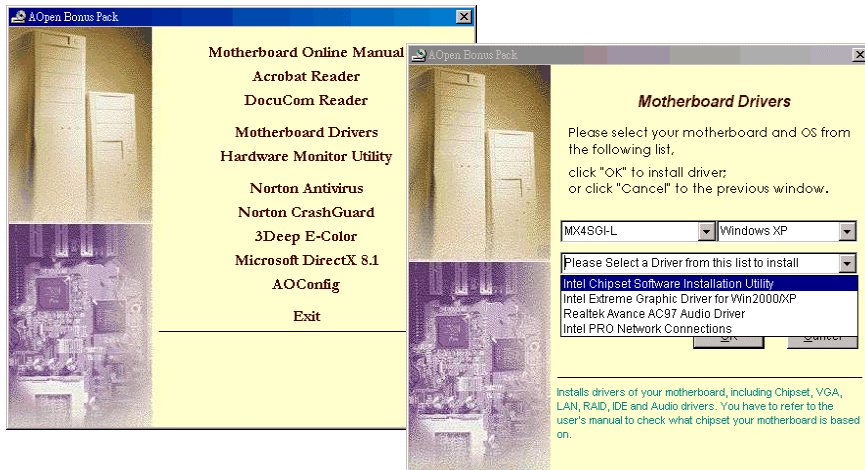 AOpen Bonus Pack
Motherboard Online Manual
Acrobat Reader
DocuCom Reader
Motherboard Drivers
Hardware Monitor Utility
Norton Antivirus
Norton CrashGuard
3Deep E-Color
Microsoft DirectX 8.1
AOConfig
Exit
AOpen Bonus Pack
Motherboard Drivers
Please select your motherboard and OS from
the following list,
click "OK" to install driver;
or click "Cancel" to the previous window.
MX4SGI-L Windows XP
Please Select a Driver from this list to install
Intel Chipset Software Installation Utility
Intel Extreme Graphic Driver for Win2000/XP
Realtek Avance AC97 Audio Driver
Intel PRO Network Connections
OK Cancel
Installs drivers of your motherboard, including Chipset, VGA,
LAN, RAID, IDE and Audio drivers. You have to refer to the
user's manual to check what chipset your motherboard is based
on.